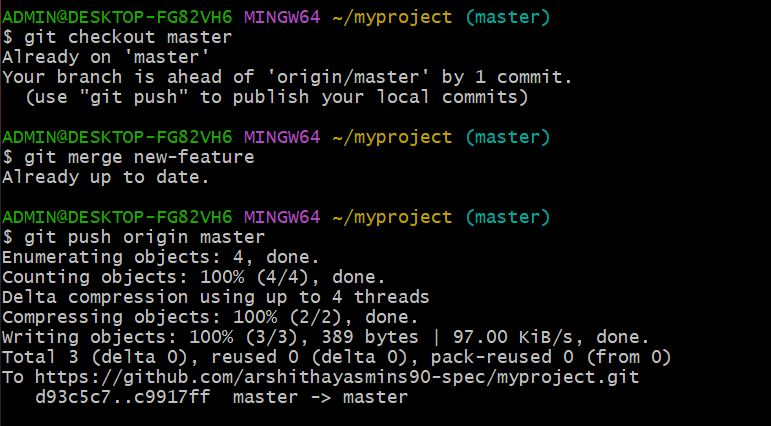 ADMIN@DESKTOP-FG82VH6 MINGW64 ~/myproject (master)
$ git checkout master
Already on 'master'
Your branch is ahead of 'origin/master' by 1 commit.
  (use "git push" to publish your local commits)
ADMIN@DESKTOP-FG82VH6 MINGW64 ~/myproject (master)
$ git merge new-feature
Already up to date.
ADMIN@DESKTOP-FG82VH6 MINGW64 ~/myproject (master)
$ git push origin master
Enumerating objects: 4, done.
Counting objects: 100% (4/4), done.
Delta compression using up to 4 threads
Compressing objects: 100% (2/2), done.
Writing objects: 100% (3/3), 389 bytes | 97.00 KiB/s, done.
Total 3 (delta 0), reused 0 (delta 0), pack-reused 0 (from 0)
To https://github.com/arshithayasmins90-spec/myproject.git
   d93c5c7..c9917ff  master -> master